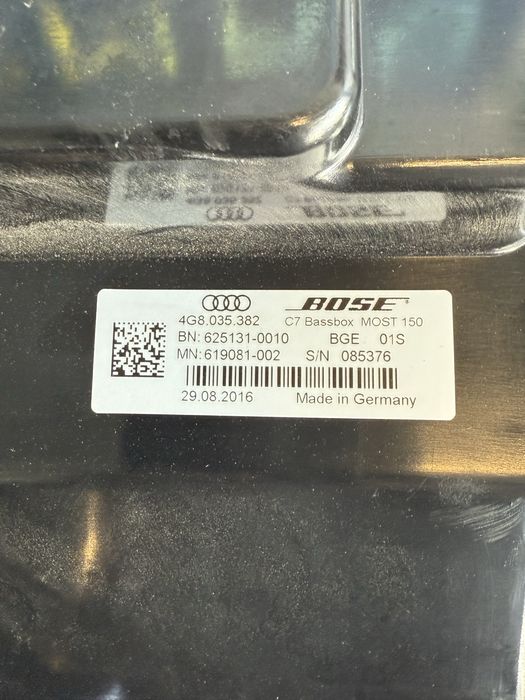 BOSE
4G8.035.382 C7 Bassbox MOST 150
BN: 625131-0010 BGE 01S
MN: 619081-002 S/N 085376
29.08.2016 Made in Germany